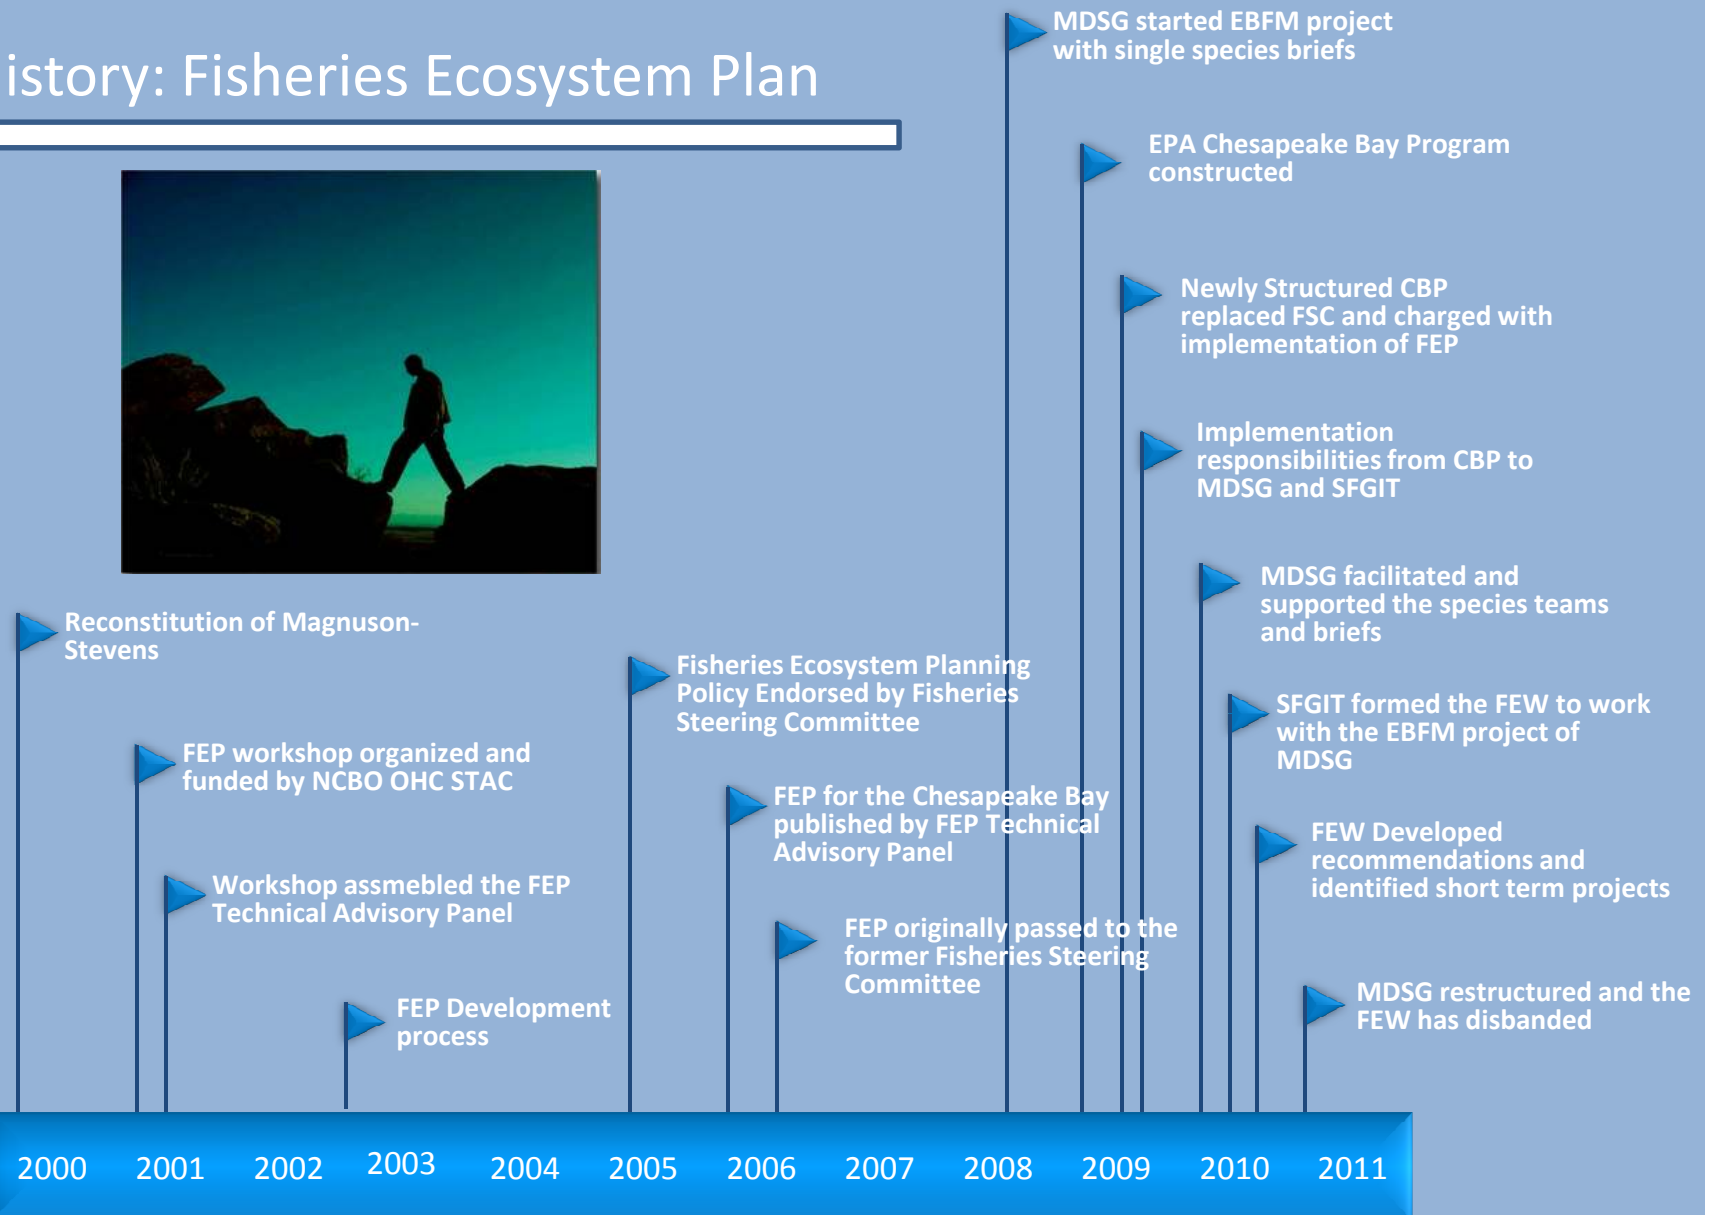 istory: Fisheries Ecosystem Plan
MDSG started EBFM project
with single species briefs
EPA Chesapeake Bay Program
constructed
Newly Structured CBP
replaced FSC and charged with
implementation of FEP
Implementation
responsibilities from CBP to
MDSG and SFGIT
MDSG facilitated and
supported the species teams
and briefs
SFGIT formed the FEW to work
with the EBFM project of
MDSG
FEW Developed
recommendations and
identified short term projects
MDSG restructured and the
FEW has disbanded
Reconstitution of Magnuson-
Stevens
FEP workshop organized and
funded by NCBO OHC STAC
Workshop assmebled the FEP
Technical Advisory Panel
FEP Development
process
Fisheries Ecosystem Planning
Policy Endorsed by Fisheries
Steering Committee
FEP for the Chesapeake Bay
published by FEP Technical
Advisory Panel
FEP originally passed to the
former Fisheries Steering
Committee
2000 2001 2002 2003 2004 2005 2006 2007 2008 2009 2010 2011